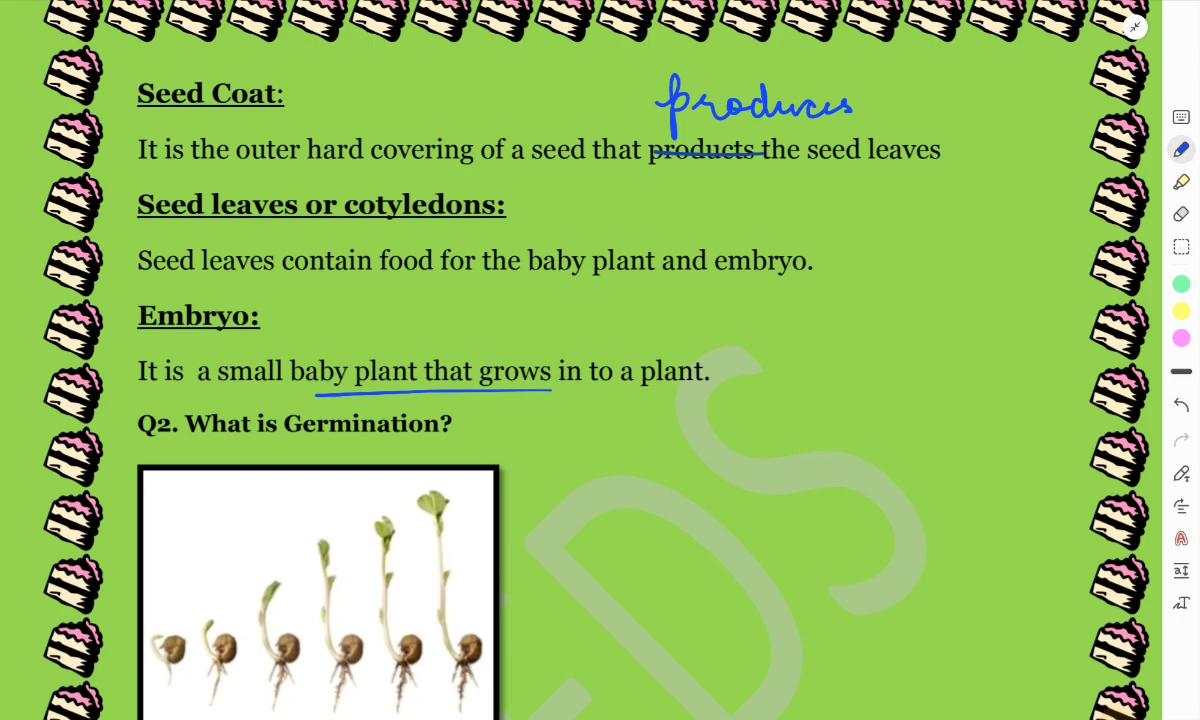 Seed Coat:
produces
It is the outer hard covering of a seed that products the seed leaves
Seed leaves or cotyledons:
Seed leaves contain food for the baby plant and embryo.
Embryo:
It is  a small baby plant that grows in to a plant.
Q2. What is Germination?